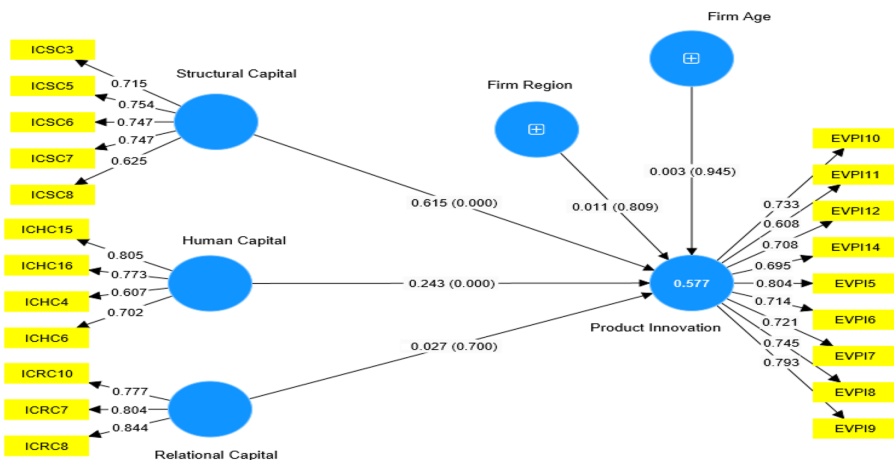 Firm Age
ICSC3
Structural Capital
0.715
ICSC5
Firm Region
0.754
ICSC6
0.747
EVPI10
ICSC7
0.747
0.003 (0.945)
EVPI11
0.625
0.733
ICSC8
0.615 (0.000)
0.011 (0.809)
0.608
EVPI12
ICHC15
0.708
Human Capital
0.805
EVPI14
0.695
ICHC16
0.773
0.243 (0.000)
0.577
0.804
EVPI5
ICHC4
0.607
0.714
EVPI6
0.702
Product Innovation
0.721
ICHC6
0.027 (0.700)
0.745
EVPI7
ICRC10
0.793
0.777
EVPI8
ICRC7
0.804
0.844
EVPI9
ICRC8
Relational Capital